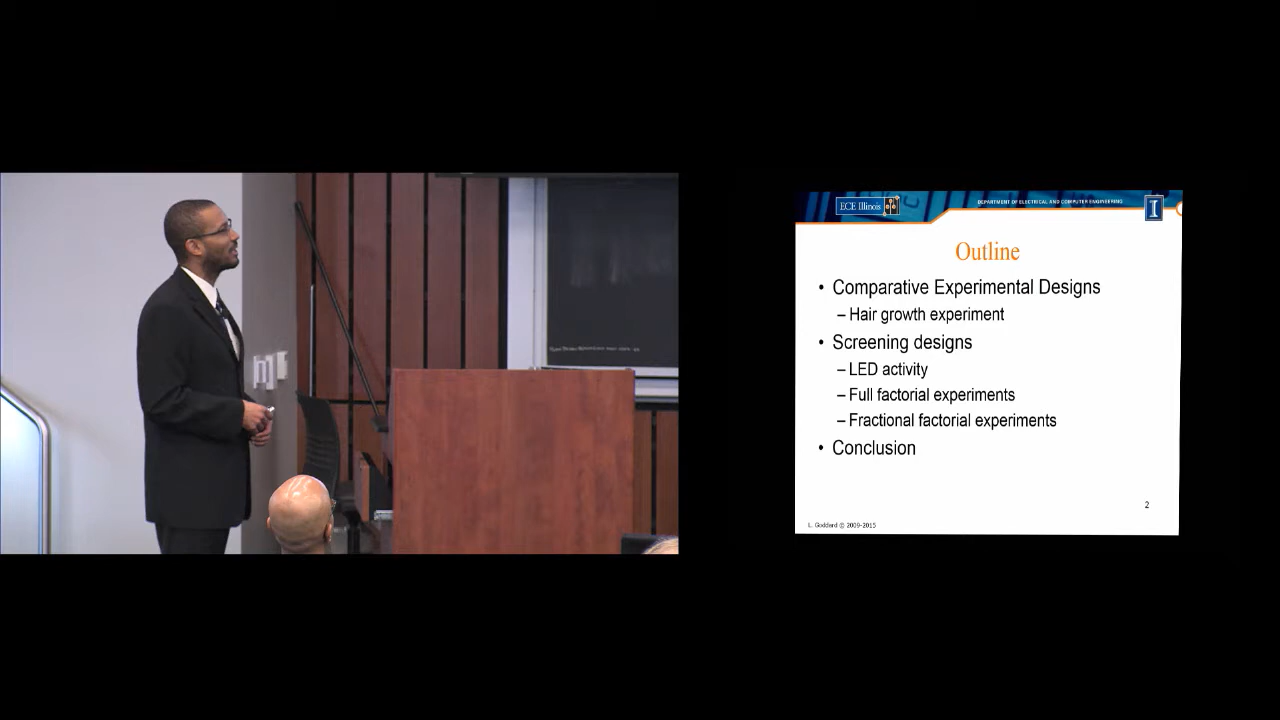 ECE Illinois
DEPARTMENT OF ELECTRICAL AND COMPUTER ENGINEERING
I
Outline
• Comparative Experimental Designs
– Hair growth experiment
• Screening designs
– LED activity
– Full factorial experiments
– Fractional factorial experiments
• Conclusion
2
L. Goddard © 2009-2015